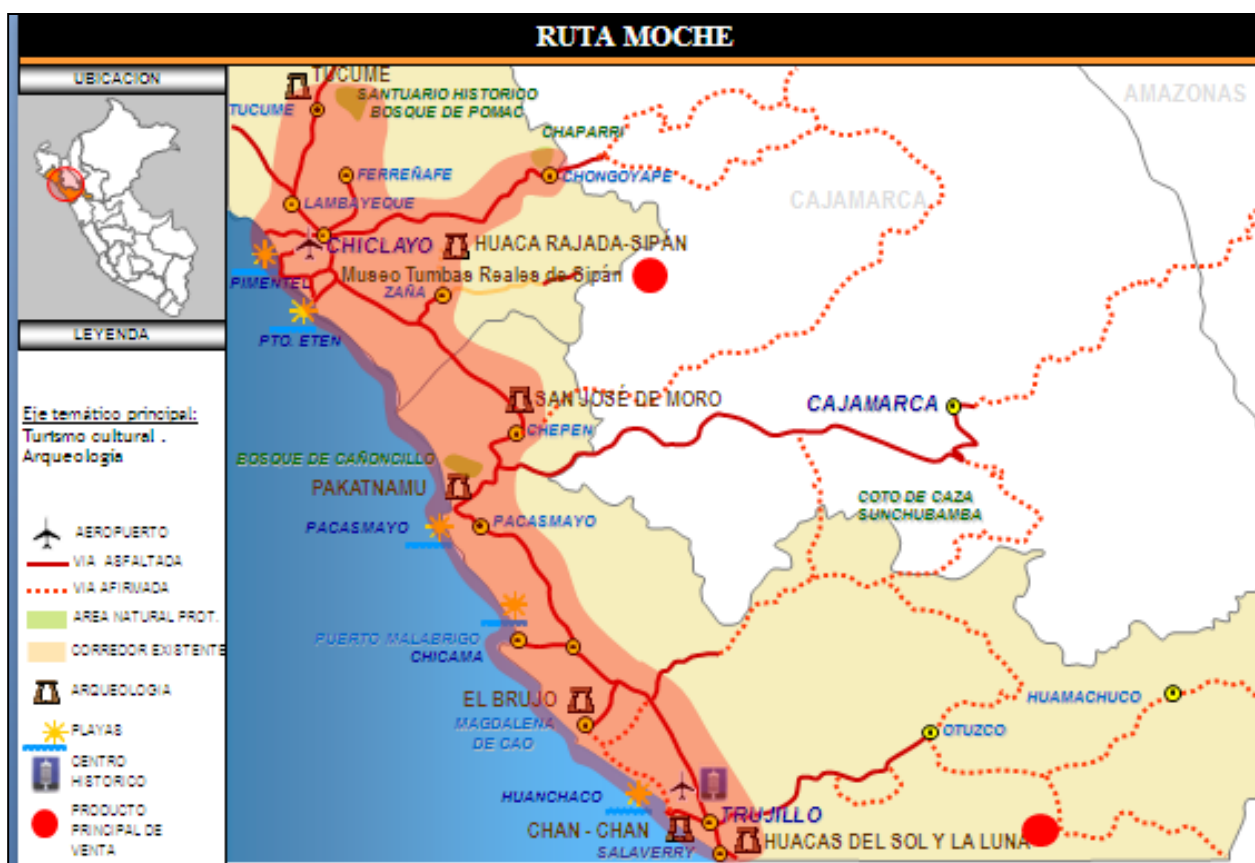 RUTA MOCHE
UBICACION
LEYENDA
Eje temático principal:
Turismo cultural .
Arqueología
AEROPUERTO
VIA ASFALTADA
VIA AFIRMADA
AREA NATURAL PROT.
CORREDOR EXISTENTE
ARQUEOLOGIA
PLAYAS
CENTRO
HISTORICO
PRODUCTO
PRINCIPAL DE
VENTA
TUCUME
TUCUME
SANTUARIO HISTORICO
BOSQUE DE POMAC
CHAPARRI
AMAZONAS
FERREÑAFE
CHONGOYAPE
LAMBAYEQUE
CAJAMARCA
CHICLAYO
HUACA RAJADA-SIPÁN
Museo Tumbas Reales de Sipán
PIMENTEL
ZAÑA
PTO. ETEN
SAN JOSÉ DE MORO
CAJAMARCA
CHEPEN
BOSQUE DE CAÑONCILLO
PAKATNAMU
COTO DE CAZA
SUNCHUBAMBA
PACASMAYO
PACASMAYO
PUERTO MALABRIGO
CHICAMA
EL BRUJO
HUAMACHUCO
MAGDALENA
DE CAO
OTUZCO
HUANCHACO
TRUJILLO
CHAN - CHAN
HUACAS DEL SOL Y LA LUNA
SALAVERRY